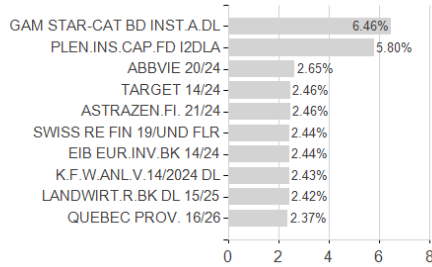 GAM STAR-CAT BD INST.A.DL 6.46%
PLEN.INS.CAP.FD I2DLA 5.80%
ABBVIE 20/24 2.65%
TARGET 14/24 2.46%
ASTRAZEN.FI. 21/24 2.46%
SWISS RE FIN 19/UND FLR 2.44%
EIB EUR.INV.BK 14/24 2.44%
K.F.W.ANL.V.14/2024 DL 2.43%
LANDWIRT.R.BK DL 15/25 2.42%
QUEBEC PROV. 16/26 2.37%
0 2 4 6 8